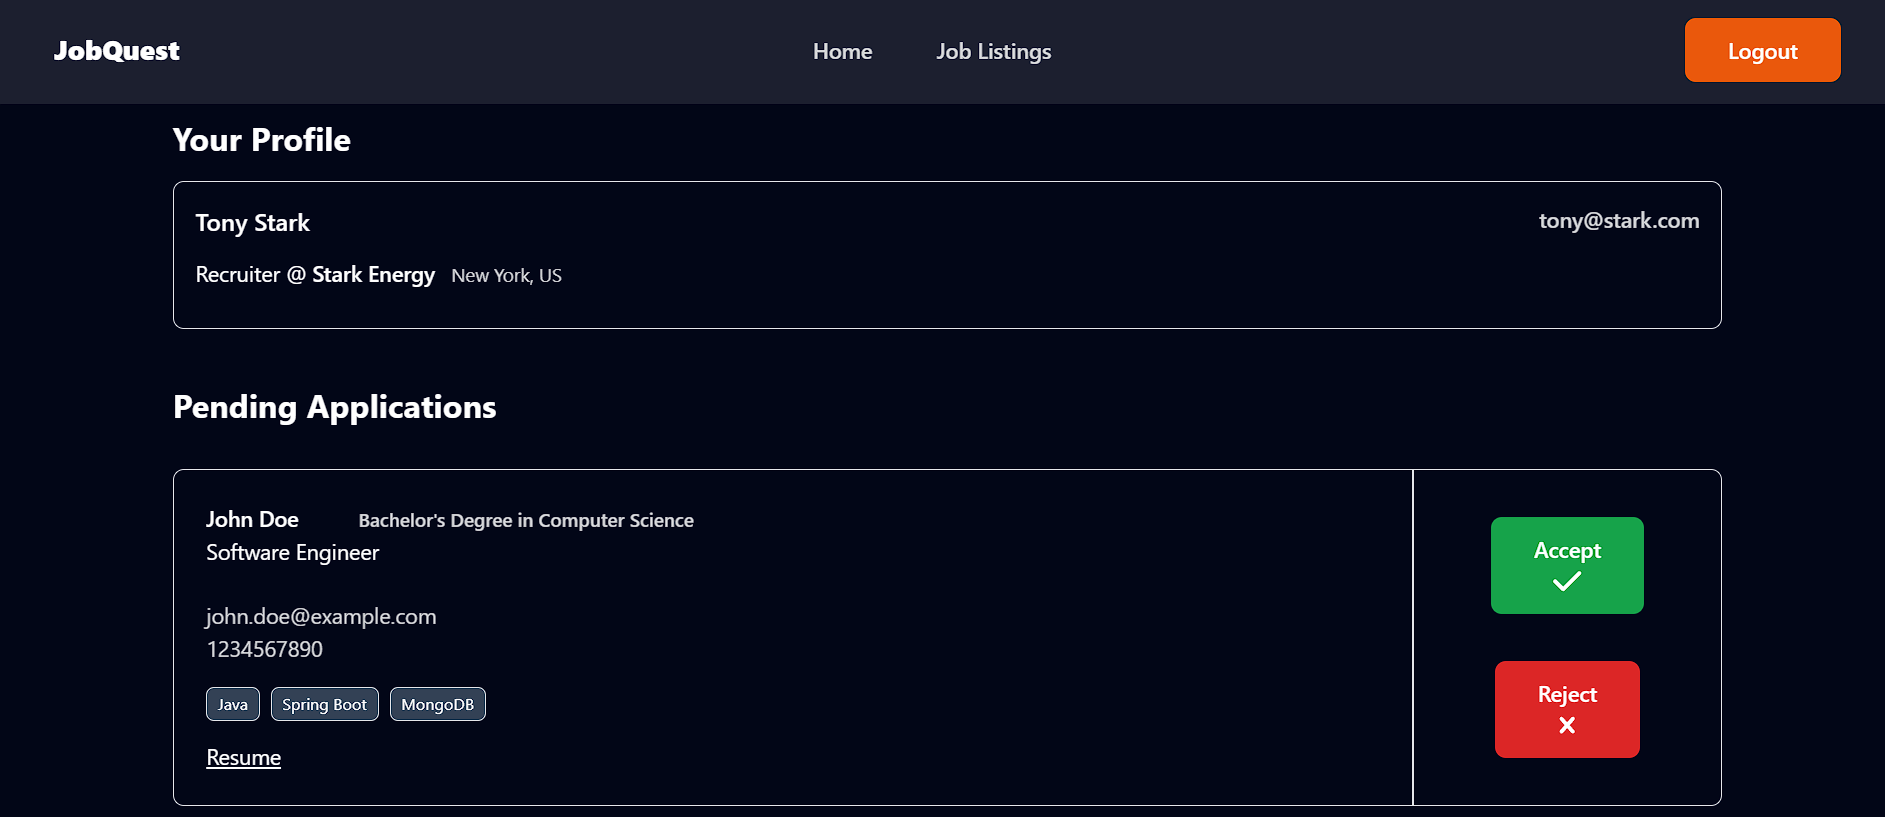 JobQuest Home Job Listings Logout
Your Profile
Tony Stark tony@stark.com
Recruiter @ Stark Energy New York, US
Pending Applications
John Doe Bachelor's Degree in Computer Science
Software Engineer
john.doe@example.com
1234567890
Java Spring Boot MongoDB
Resume
Accept
Reject